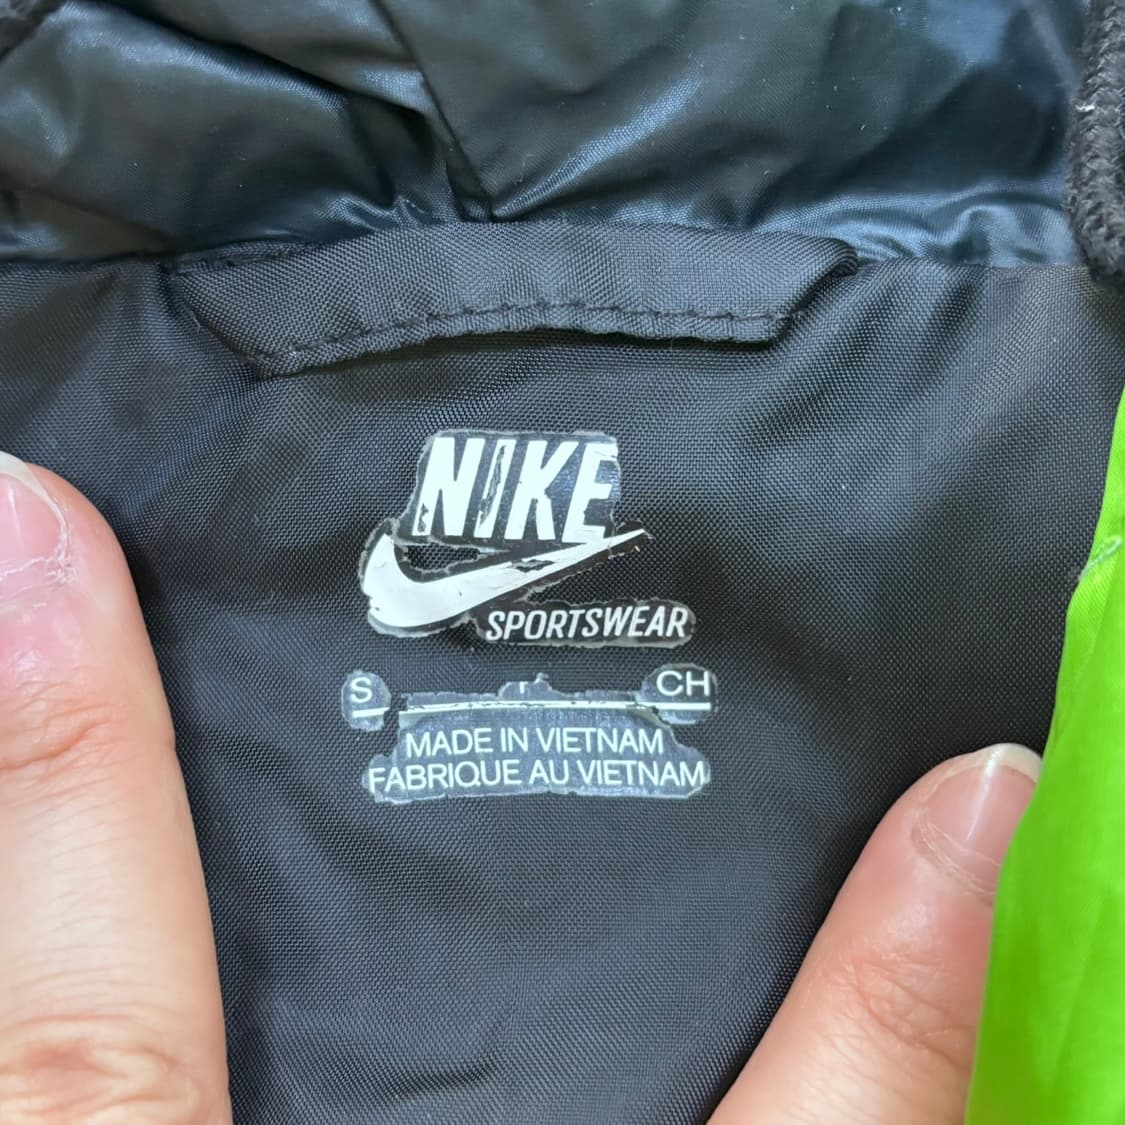 NIKE
SPORTSWEAR
S CH
MADE IN VIETNAM
FABRIQUE AU VIETNAM